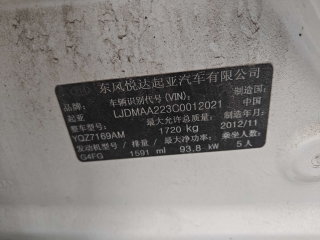 东风悦达起亚汽车有限公司
品牌: 车辆识别代号(VIN): 制造国:
起亚 LJDMAA223C0012021 中国
整车型号: 最大允许总质量: 制造年月:
YQZ7169AM 1720 kg 2012/11
发动机型号/排量/最大净功率: 乘坐人数:
G4FG 1591 ml 93.8 kW 5人